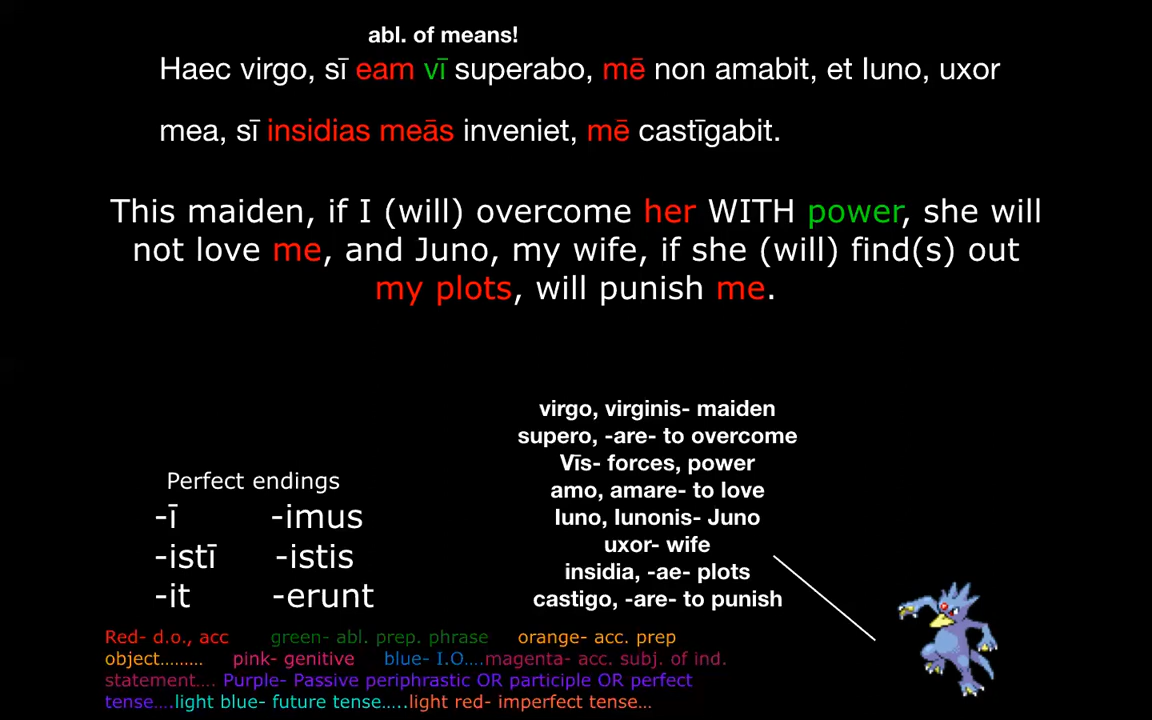 abl. of means!
Haec virgo, sī eam vī superabo, mē non amabit, et Iuno, uxor
mea, sī insidias meās inveniet, mē castīgabit.
This maiden, if I (will) overcome her WITH power, she will
not love me, and Juno, my wife, if she (will) find(s) out
my plots, will punish me.
virgo, virginis- maiden
supero, -are- to overcome
Vīs- forces, power
amo, amare- to love
Iuno, Iunonis- Juno
uxor- wife
insidia, -ae- plots
castigo, -are- to punish
Perfect endings
-ī -imus
-istī -istis
-it -erunt
Red- d.o., acc green- abl. prep. phrase orange- acc. prep
object......... pink- genitive blue- I.O....magenta- acc. subj. of ind.
statement.... Purple- Passive periphrastic OR participle OR perfect
tense....light blue- future tense.....light red- imperfect tense...